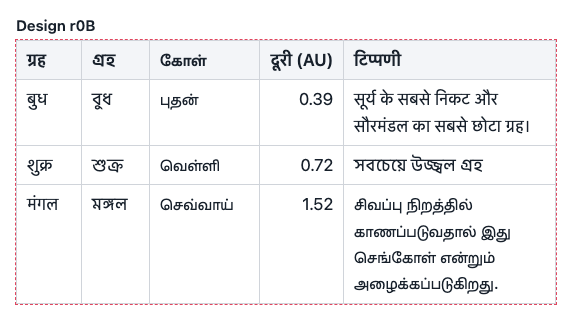 Design r0B
ग्रह গ্রহ கோள் दूरी (AU) टिप्पणी
बुध বুধ புதன் 0.39 सूर्य के सबसे निकट और
सौरमंडल का सबसे छोटा ग्रह।
शुक्र শুক্র வெள்ளி 0.72 সবচেয়ে উজ্জ্বল গ্রহ
मंगल মঙ্গল செவ்வாய் 1.52 சிவப்பு நிறத்தில்
காணப்படுவதால் இது
செங்கோள் என்றும்
அழைக்கப்படுகிறது.